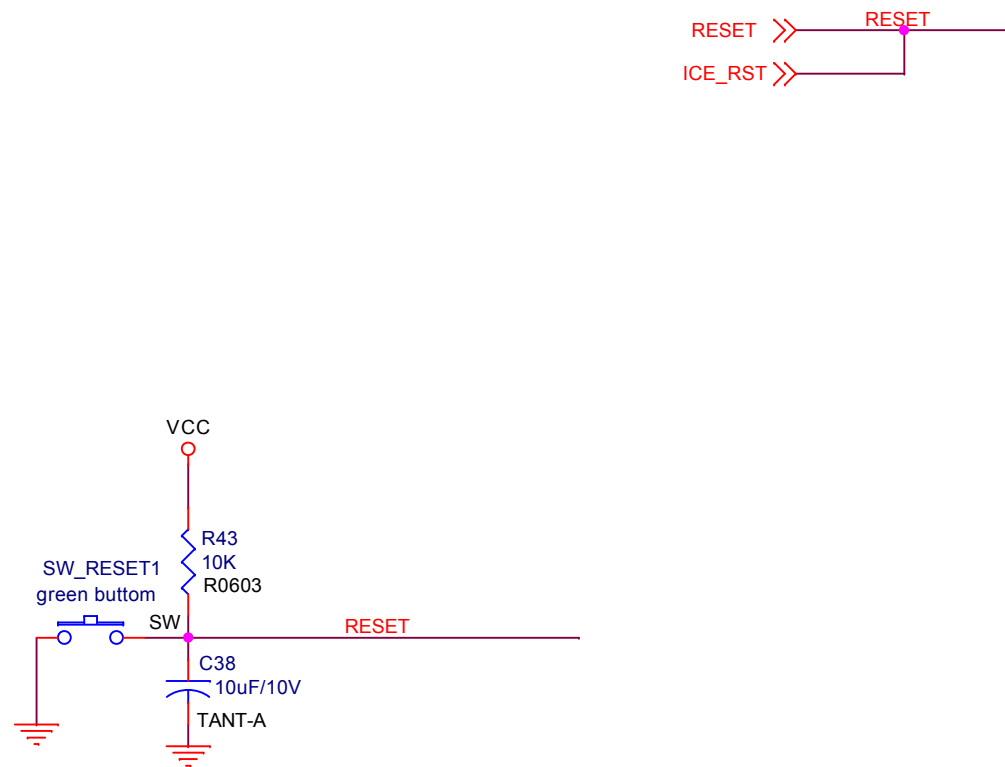 RESET
RESET
ICE_RST
VCC
R43
10K
R0603
SW_RESET1
green buttom
SW
RESET
C38
10uF/10V
TANT-A